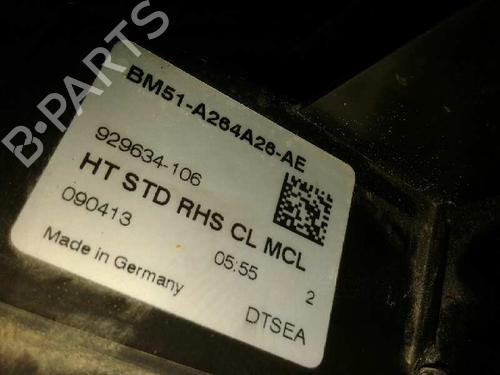 B-PARTS
BM51-A264A26-AE
929634-106
HT STD RHS CL MCL
090413
05:55
2
Made in Germany
DTSEA